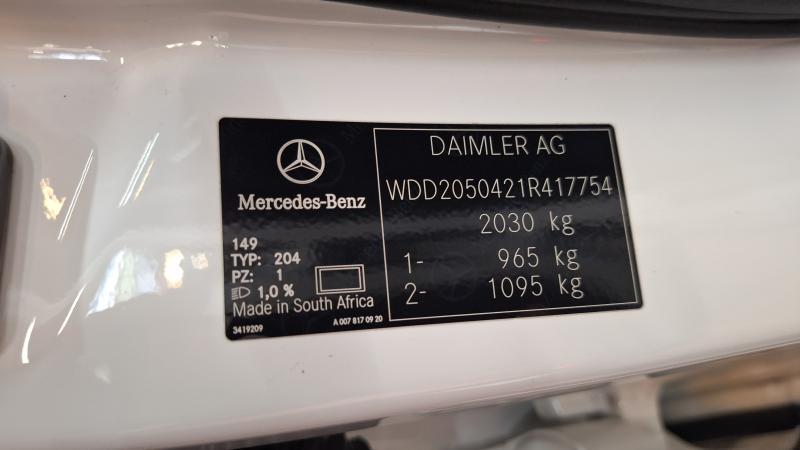 Mercedes-Benz
149
TYP: 204
PZ: 1
1,0 %
Made in South Africa
3419209
A 007 817 09 20
DAIMLER AG
WDD2050421R417754
2030 kg
1- 965 kg
2- 1095 kg